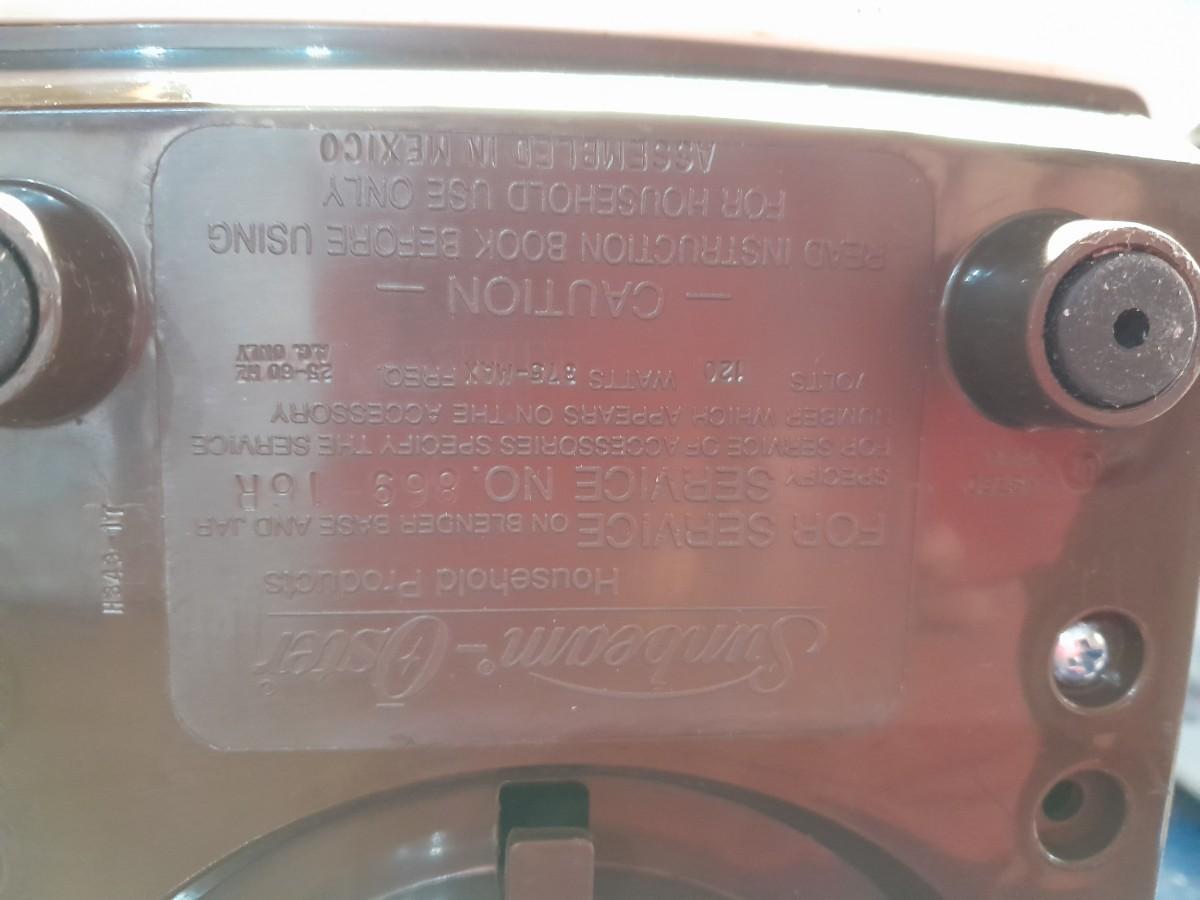 Sunbeam®-Oster®
Household Products
FOR SERVICE ON BLENDER BASE AND JAR
SPECIFY SERVICE NO. 869-16R
FOR SERVICE OF ACCESSORIES SPECIFY THE SERVICE
NUMBER WHICH APPEARS ON THE ACCESSORY
VOLTS 120 WATTS 375-MAX FREQ. 25-60 HZ
A.C. ONLY
— CAUTION —
READ INSTRUCTION BOOK BEFORE USING
FOR HOUSEHOLD USE ONLY
ASSEMBLED IN MEXICO